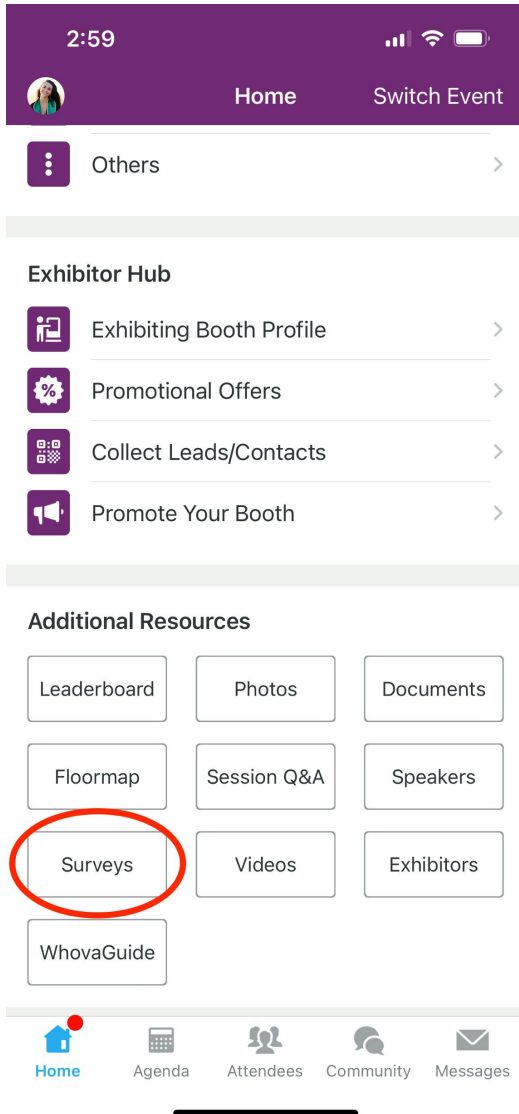 2:59
Home Switch Event
Others
Exhibitor Hub
Exhibiting Booth Profile
Promotional Offers
Collect Leads/Contacts
Promote Your Booth
Additional Resources
Leaderboard Photos Documents
Floormap Session Q&A Speakers
Surveys Videos Exhibitors
WhovaGuide
Home Agenda Attendees Community Messages